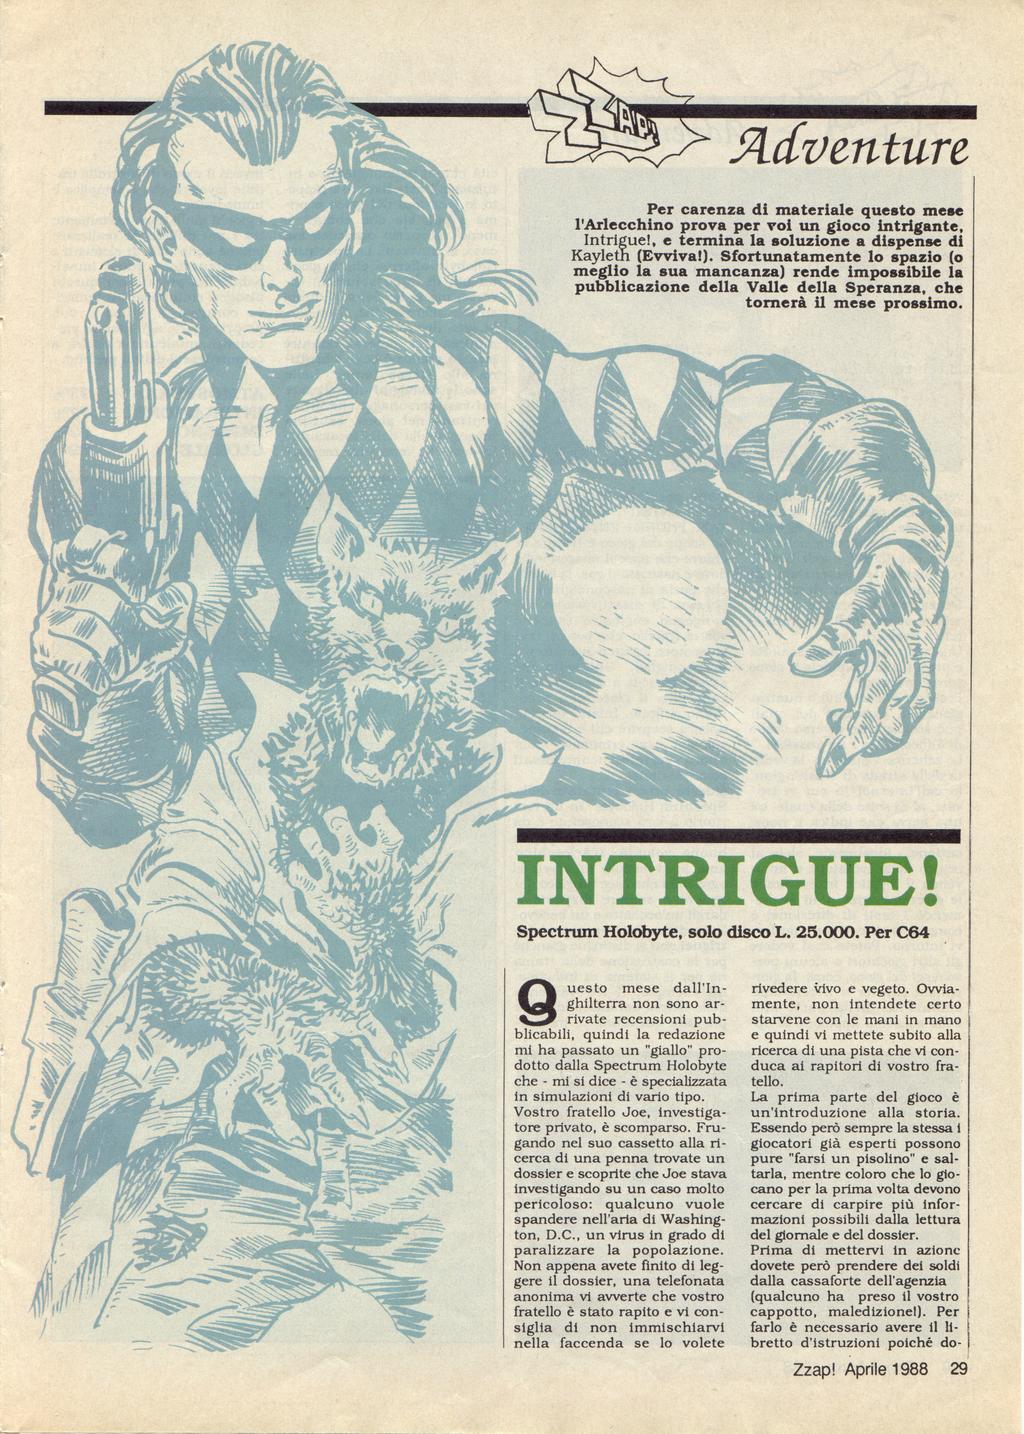 ZZAP!
Adventure
Per carenza di materiale questo mese
l'Arlecchino prova per voi un gioco intrigante,
Intrigue!, e termina la soluzione a dispense di
Kayleth (Evviva!). Sfortunatamente lo spazio (o
meglio la sua mancanza) rende impossibile la
pubblicazione della Valle della Speranza, che
tornerà il mese prossimo.
INTRIGUE!
Spectrum Holobyte, solo disco L. 25.000. Per C64
Questo mese dall'In-
ghilterra non sono ar-
rivate recensioni pub-
blicabili, quindi la redazione
mi ha passato un "giallo" pro-
dotto dalla Spectrum Holobyte
che - mi si dice - è specializzata
in simulazioni di vario tipo.
Vostro fratello Joe, investiga-
tore privato, è scomparso. Fru-
gando nel suo cassetto alla ri-
cerca di una penna trovate un
dossier e scoprite che Joe stava
investigando su un caso molto
pericoloso: qualcuno vuole
spandere nell'aria di Washing-
ton, D.C., un virus in grado di
paralizzare la popolazione.
Non appena avete finito di leg-
gere il dossier, una telefonata
anonima vi avverte che vostro
fratello è stato rapito e vi con-
siglia di non immischiarvi
nella faccenda se lo volete
rivedere vivo e vegeto. Ovvia-
mente, non intendete certo
starvene con le mani in mano
e quindi vi mettete subito alla
ricerca di una pista che vi con-
duca ai rapitori di vostro fra-
tello.
La prima parte del gioco è
un'introduzione alla storia.
Essendo però sempre la stessa i
giocatori già esperti possono
pure "farsi un pisolino" e sal-
tarla, mentre coloro che lo gio-
cano per la prima volta devono
cercare di carpire più infor-
mazioni possibili dalla lettura
del giornale e del dossier.
Prima di mettervi in azione
dovete però prendere dei soldi
dalla cassaforte dell'agenzia
(qualcuno ha preso il vostro
cappotto, maledizione!). Per
farlo è necessario avere il li-
bretto d'istruzioni poiché do-
Zzap! Aprile 1988 29